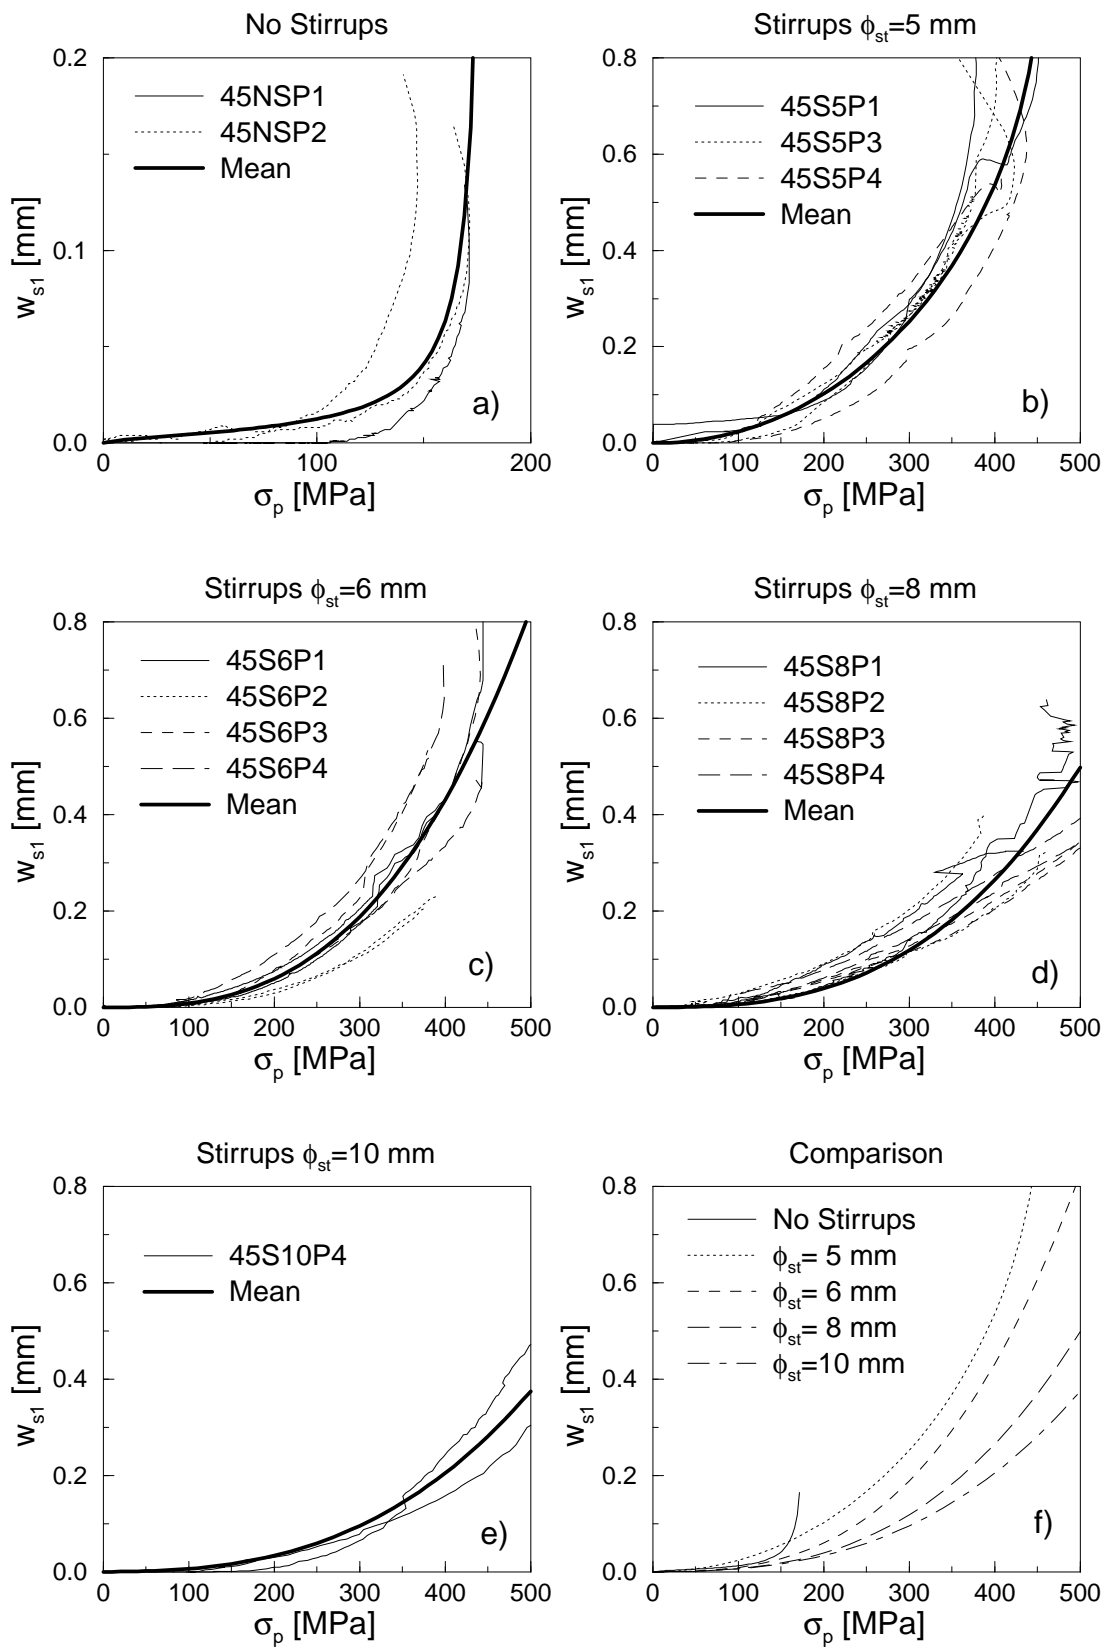 No Stirrups
0.2
0.1
0.0
w_s1 [mm]
45NSP1
45NSP2
Mean
a)
0 100 200
σ_p [MPa]
Stirrups ϕ_st=5 mm
0.8
0.6
0.4
0.2
0.0
w_s1 [mm]
45S5P1
45S5P3
45S5P4
Mean
b)
0 100 200 300 400 500
σ_p [MPa]
Stirrups ϕ_st=6 mm
0.8
0.6
0.4
0.2
0.0
w_s1 [mm]
45S6P1
45S6P2
45S6P3
45S6P4
Mean
c)
0 100 200 300 400 500
σ_p [MPa]
Stirrups ϕ_st=8 mm
0.8
0.6
0.4
0.2
0.0
w_s1 [mm]
45S8P1
45S8P2
45S8P3
45S8P4
Mean
d)
0 100 200 300 400 500
σ_p [MPa]
Stirrups ϕ_st=10 mm
0.8
0.6
0.4
0.2
0.0
w_s1 [mm]
45S10P4
Mean
e)
0 100 200 300 400 500
σ_p [MPa]
Comparison
0.8
0.6
0.4
0.2
0.0
w_s1 [mm]
No Stirrups
ϕ_st= 5 mm
ϕ_st= 6 mm
ϕ_st= 8 mm
ϕ_st=10 mm
f)
0 100 200 300 400 500
σ_p [MPa]